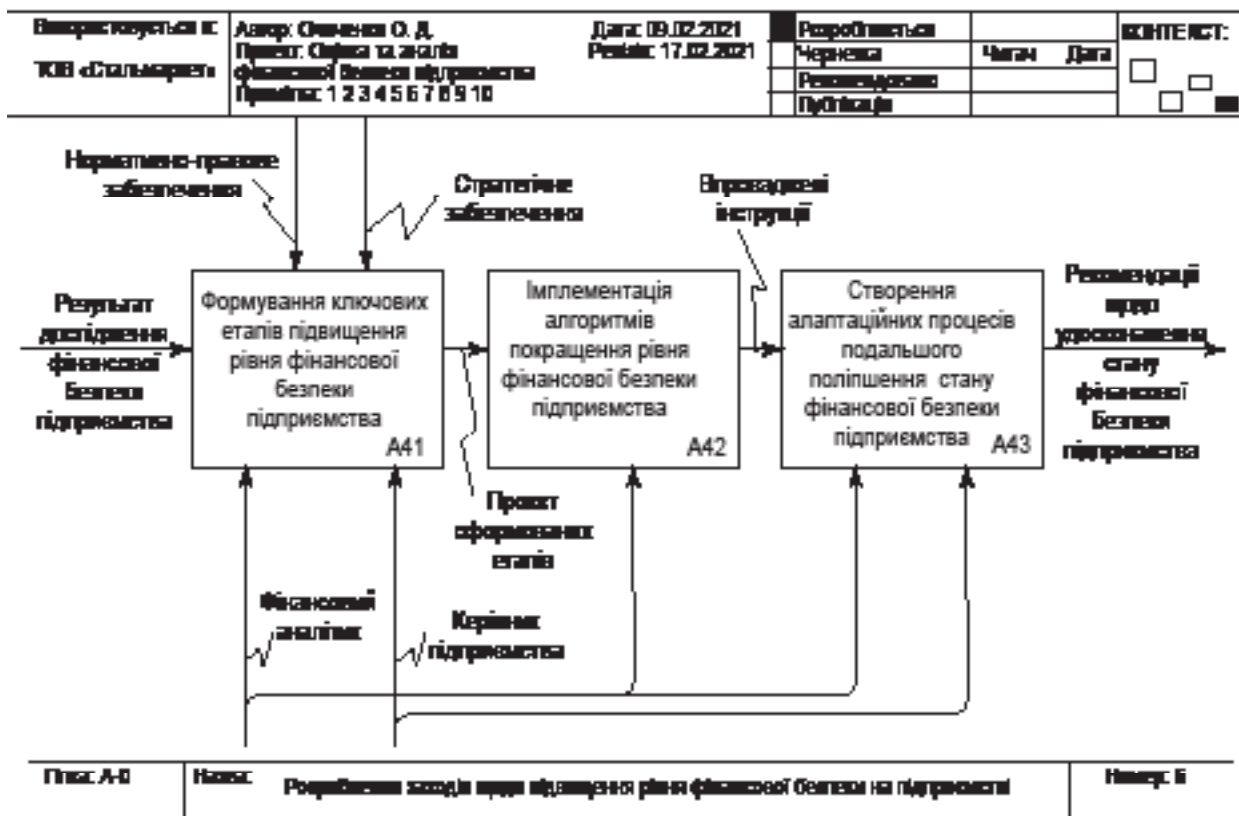 Використовується в:
ТОВ «Стальмаркет»
Автор: О. Д.
Проект: Оцінка та аналіз
фінансової безпеки підприємства
Примітки: 1 2 3 4 5 6 7 8 9 10
Дата: 09.02.2021
Ревізія: 17.02.2021
Розробляється
Чернетка
Рекомендовано
Публікація
Читач
Дата
КОНТЕКСТ:
Нормативно-правове
забезпечення
Стратегічне
забезпечення
Впроваджені
інструкції
Результат
дослідження
фінансової
безпеки
підприємства
Формування ключових
етапів підвищення
рівня фінансової
безпеки
підприємства
A41
Імплементація
алгоритмів
покращення рівня
фінансової безпеки
підприємства
A42
Створення
алаптаційних процесів
подальшого
поліпшення стану
фінансової безпеки
підприємства
A43
Рекомендації
щодо
удосконалення
стану
фінансової
безпеки
підприємства
Проект
сформованих
етапів
Фінансовий
аналітик
Керівник
підприємства
Гілка: A-0
Назва:
Розроблення заходів щодо підвищення рівня фінансової безпеки на підприємстві
Номер: 6